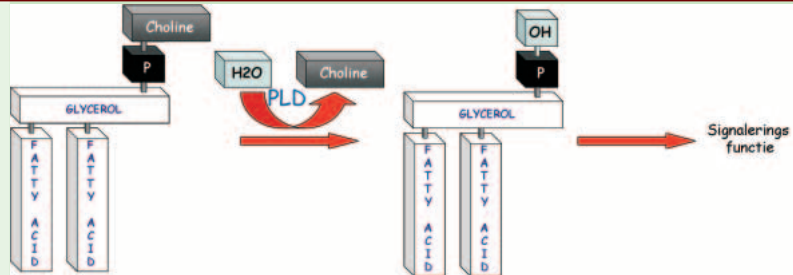 Choline
P
GLYCEROL
FATTY ACID
FATTY ACID
H2O
Choline
PLD
OH
P
GLYCEROL
FATTY ACID
FATTY ACID
Signalerings
functie